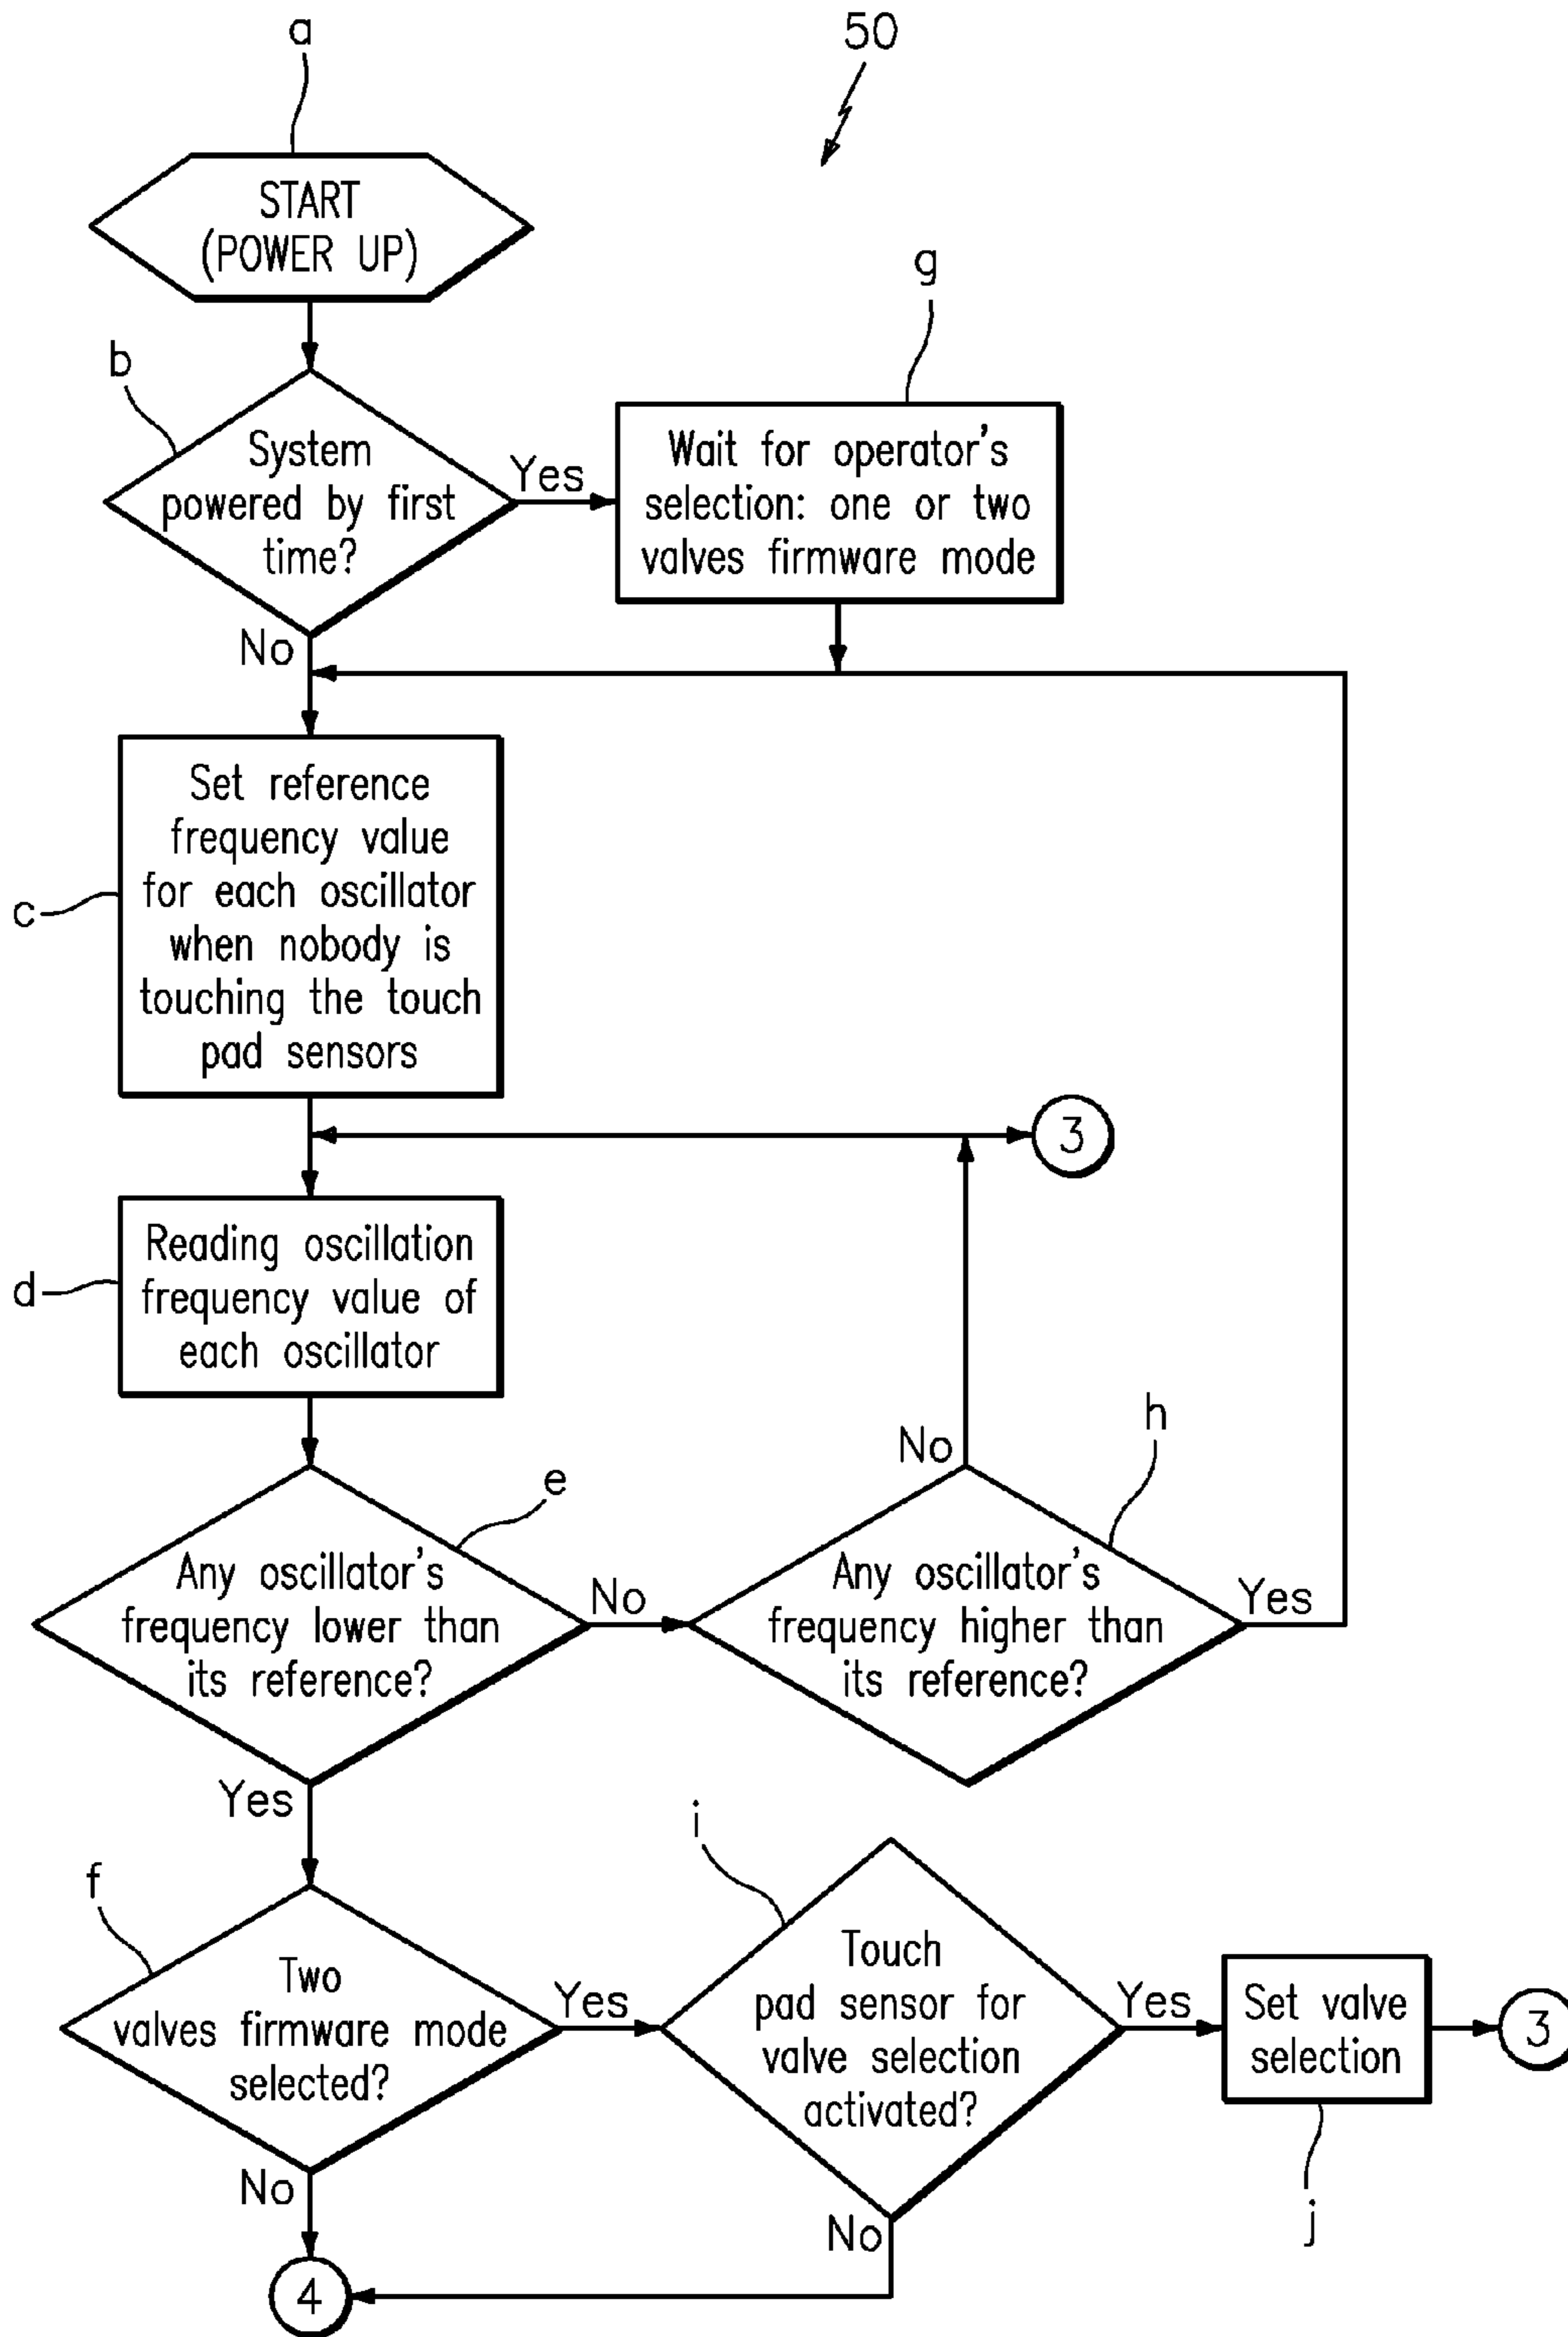 a
50
START
(POWER UP)
g
b
System
powered by first
time?
Yes
Wait for operator's
selection: one or two
valves firmware mode
No
Set reference
frequency value
for each oscillator
when nobody is
touching the touch
pad sensors
c
3
Reading oscillation
frequency value of
each oscillator
d
h
No
e
Any oscillator's
frequency lower than
its reference?
No
Any oscillator's
frequency higher than
its reference?
Yes
Yes
i
f
Two
valves firmware mode
selected?
Yes
Touch
pad sensor for
valve selection
activated?
Yes
Set valve
selection
3
No
No
j
4